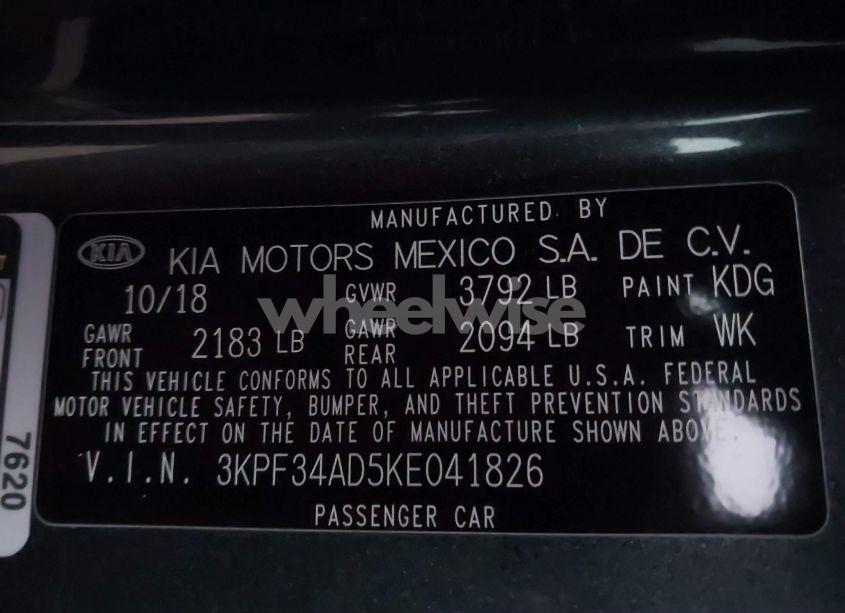 MANUFACTURED BY
KIA KIA MOTORS MEXICO S.A. DE C.V.
10/18 GVWR 3792 LB PAINT KDG
wheelwise
GAWR FRONT 2183 LB GAWR REAR 2094 LB TRIM WK
THIS VEHICLE CONFORMS TO ALL APPLICABLE U.S.A. FEDERAL
MOTOR VEHICLE SAFETY, BUMPER, AND THEFT PREVENTION STANDARDS
IN EFFECT ON THE DATE OF MANUFACTURE SHOWN ABOVE.
V.I.N. 3KPF34AD5KE041826
PASSENGER CAR
7620